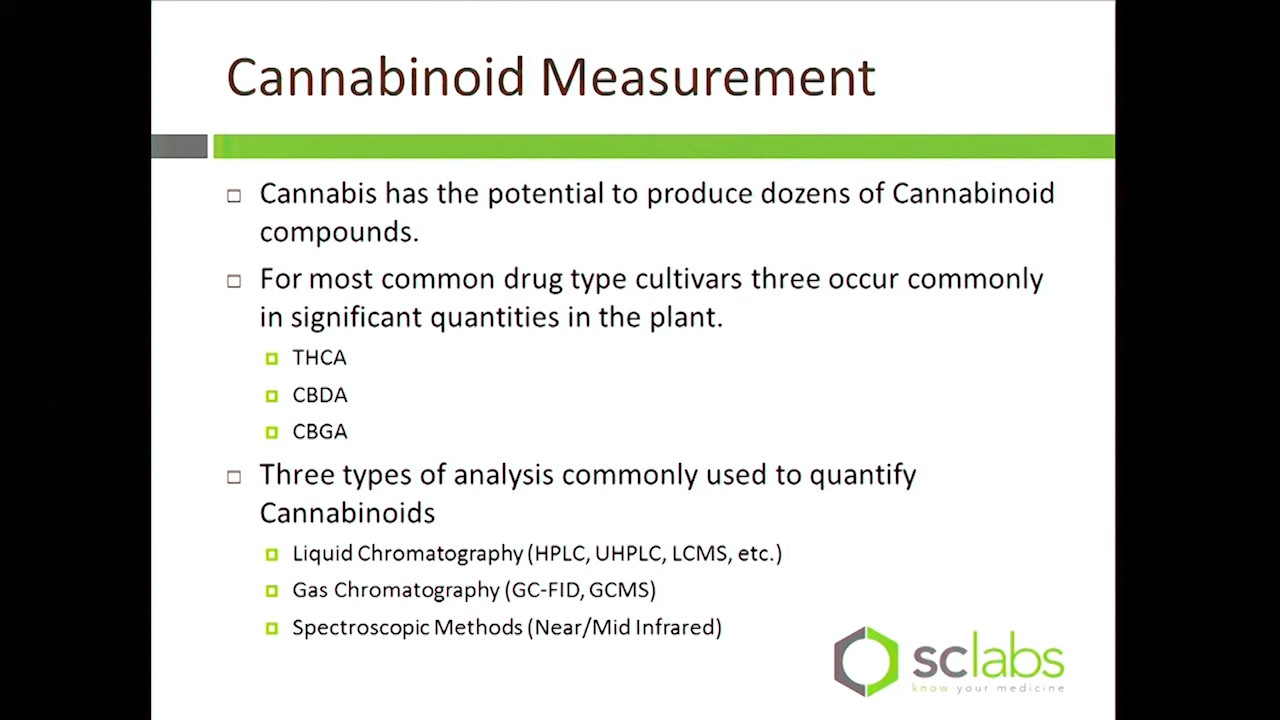 Cannabinoid Measurement
Cannabis has the potential to produce dozens of Cannabinoid
compounds.
For most common drug type cultivars three occur commonly
in significant quantities in the plant.
THCA
CBDA
CBGA
Three types of analysis commonly used to quantify
Cannabinoids
Liquid Chromatography (HPLC, UHPLC, LCMS, etc.)
Gas Chromatography (GC-FID, GCMS)
Spectroscopic Methods (Near/Mid Infrared)
sclabs
know your medicine